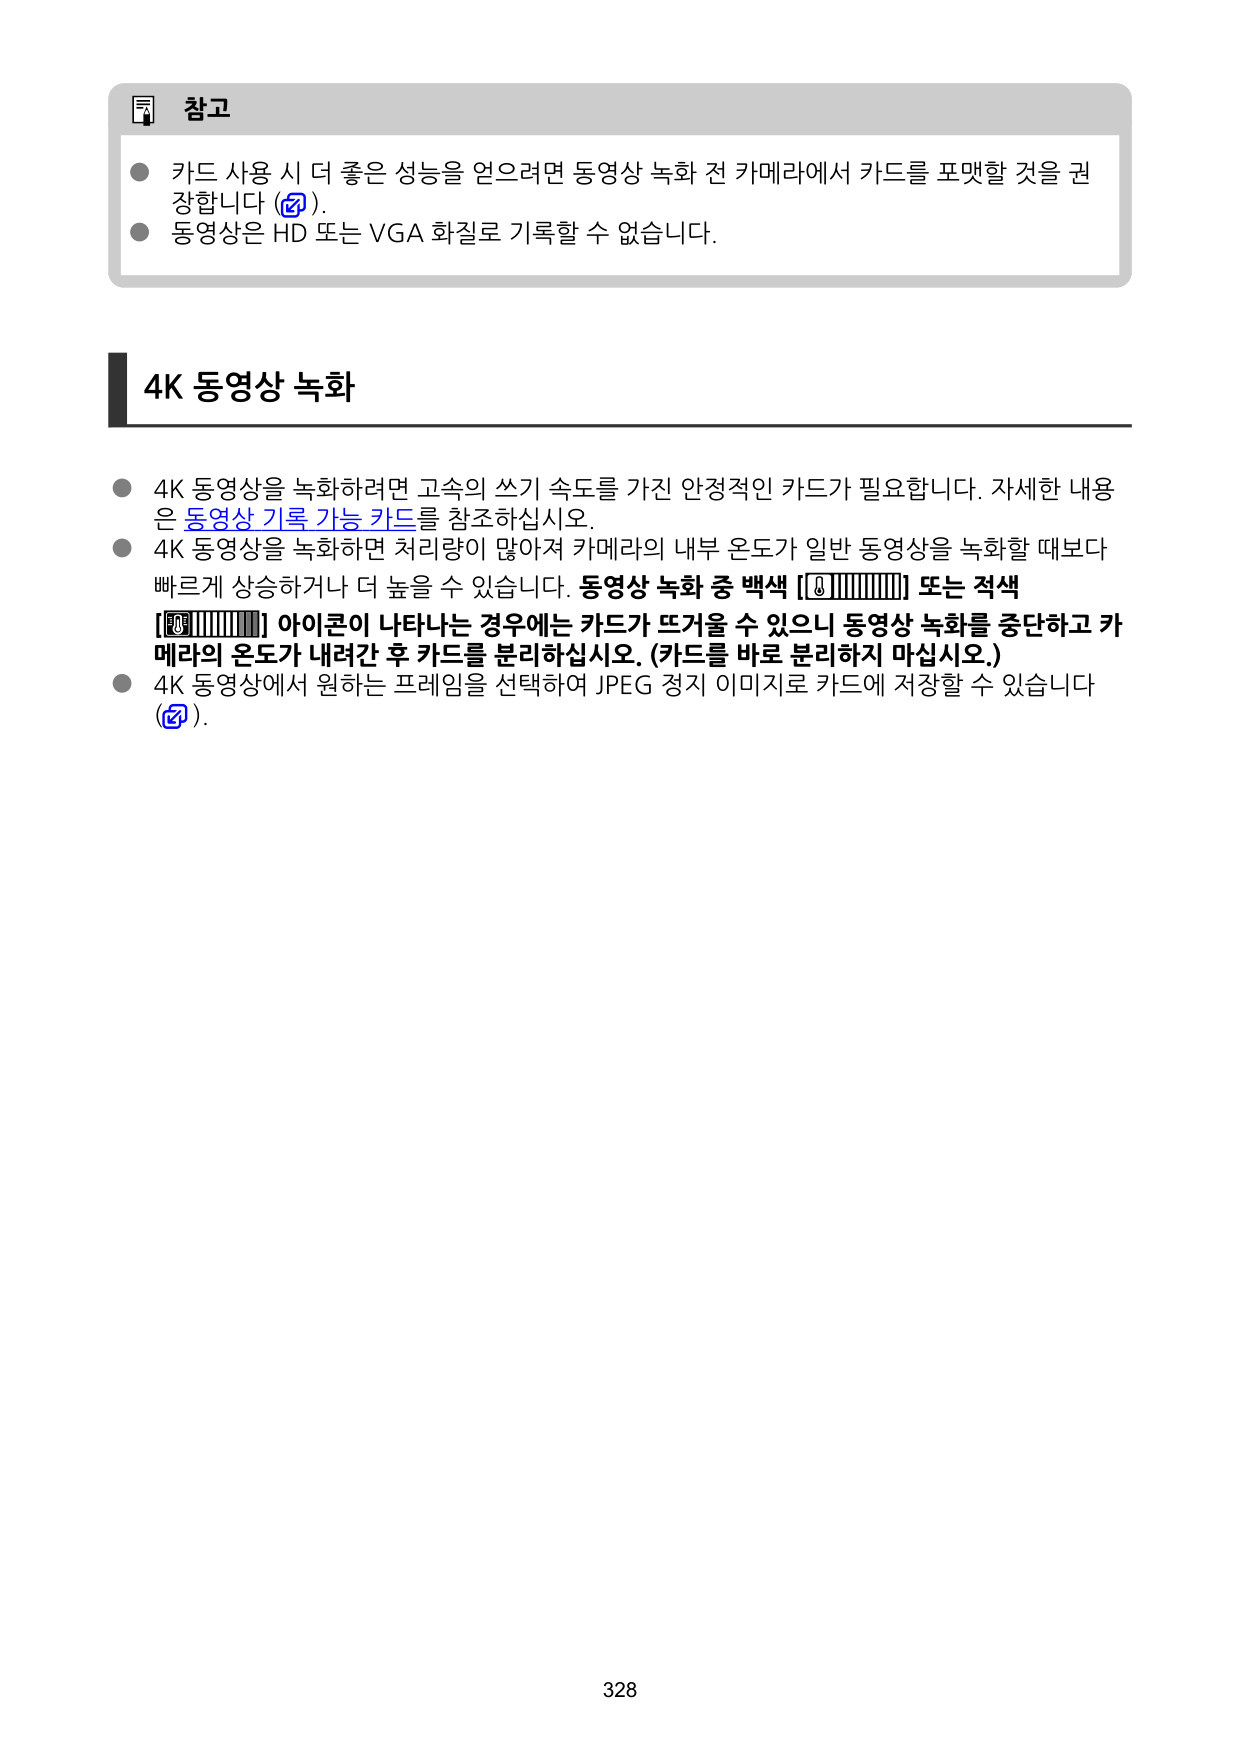 참고
● 카드 사용 시 더 좋은 성능을 얻으려면 동영상 녹화 전 카메라에서 카드를 포맷할 것을 권
장합니다 ( ).
● 동영상은 HD 또는 VGA 화질로 기록할 수 없습니다.
4K 동영상 녹화
● 4K 동영상을 녹화하려면 고속의 쓰기 속도를 가진 안정적인 카드가 필요합니다. 자세한 내용
은 동영상 기록 가능 카드를 참조하십시오.
● 4K 동영상을 녹화하면 처리량이 많아져 카메라의 내부 온도가 일반 동영상을 녹화할 때보다
빠르게 상승하거나 더 높을 수 있습니다. 동영상 녹화 중 백색 [ ] 또는 적색
[ ] 아이콘이 나타나는 경우에는 카드가 뜨거울 수 있으니 동영상 녹화를 중단하고 카
메라의 온도가 내려간 후 카드를 분리하십시오. (카드를 바로 분리하지 마십시오.)
● 4K 동영상에서 원하는 프레임을 선택하여 JPEG 정지 이미지로 카드에 저장할 수 있습니다
( ).
328